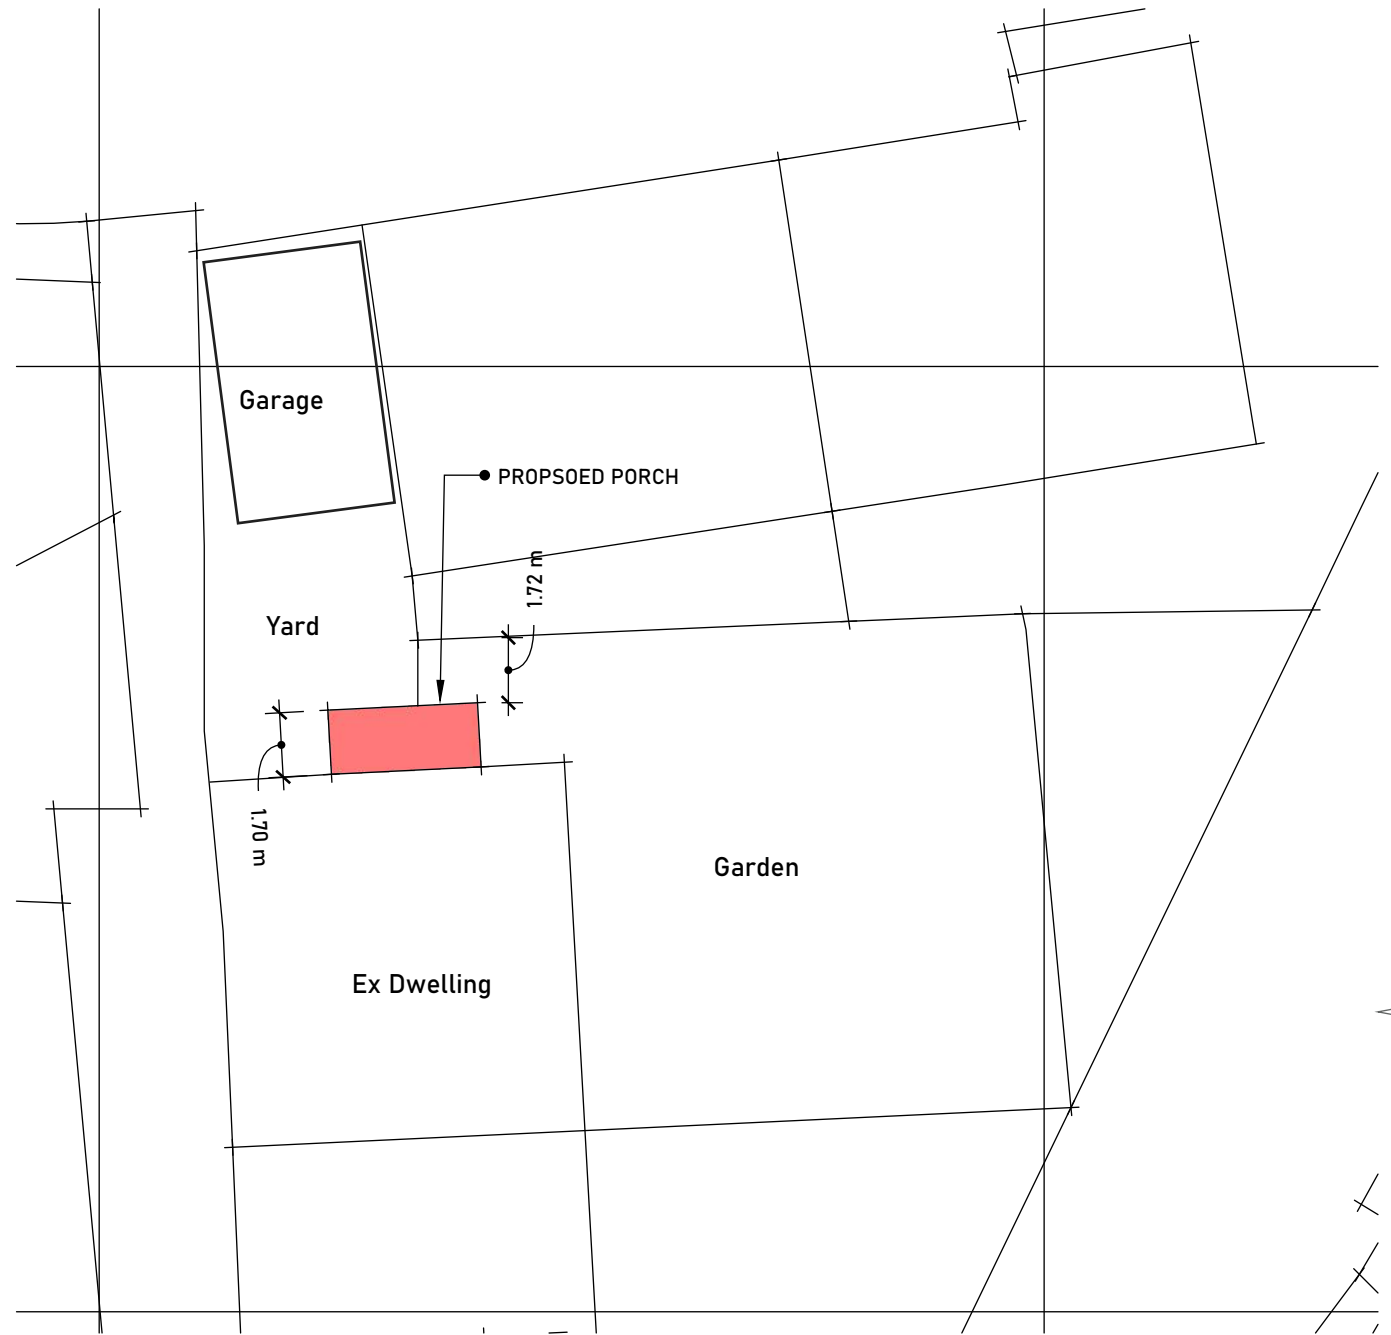 Garage
PROPSOED PORCH
1.72 m
Yard
1.70 m
Garden
Ex Dwelling